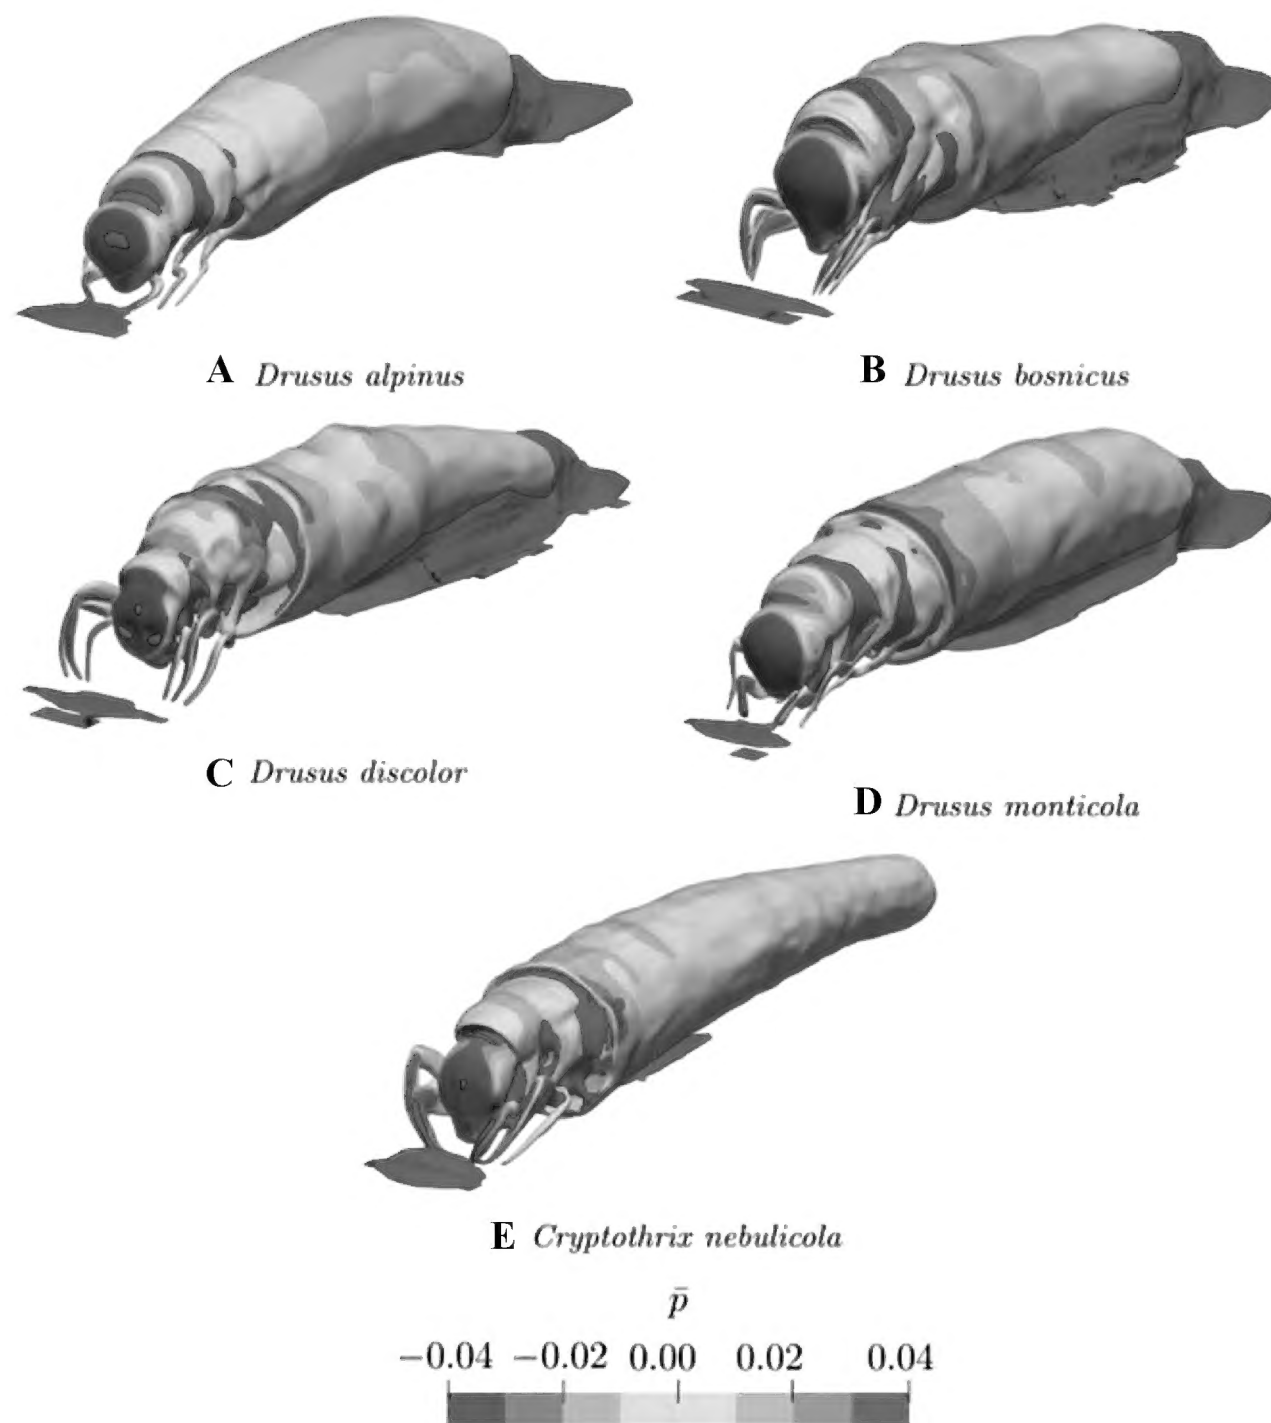 A Drusus alpinus
B Drusus bosnicus
C Drusus discolor
D Drusus monticola
E Cryptothrix nebulicola
p̄
−0.04 −0.02 0.00 0.02 0.04